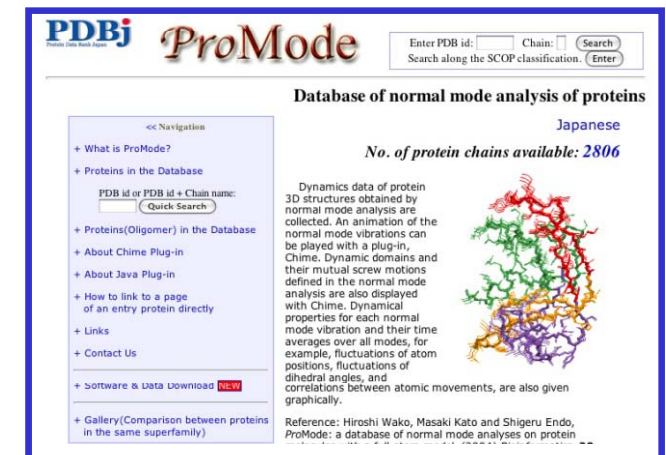 PDBj
Protein Data Bank Japan
ProMode
Enter PDB id: Chain: Search
Search along the SCOP classification. Enter
Database of normal mode analysis of proteins
Japanese
No. of protein chains available: 2806
<< Navigation
+ What is ProMode?
+ Proteins in the Database
PDB id or PDB id + Chain name:
Quick Search
+ Proteins(Oligomer) in the Database
+ About Chime Plug-in
+ About Java Plug-in
+ How to link to a page
of an entry protein directly
+ Links
+ Contact Us
+ Software & Data Download NEW
+ Gallery(Comparison between proteins
in the same superfamily)
Dynamics data of protein
3D structures obtained by
normal mode analysis are
collected. An animation of the
normal mode vibrations can
be played with a plug-in,
Chime. Dynamic domains and
their mutual screw motions
defined in the normal mode
analysis are also displayed
with Chime. Dynamical
properties for each normal
mode vibration and their time
averages over all modes, for
example, fluctuations of atom
positions, fluctuations of
dihedral angles, and
correlations between atomic movements, are also given
graphically.
Reference: Hiroshi Wako, Masaki Kato and Shigeru Endo,
ProMode: a database of normal mode analyses on protein